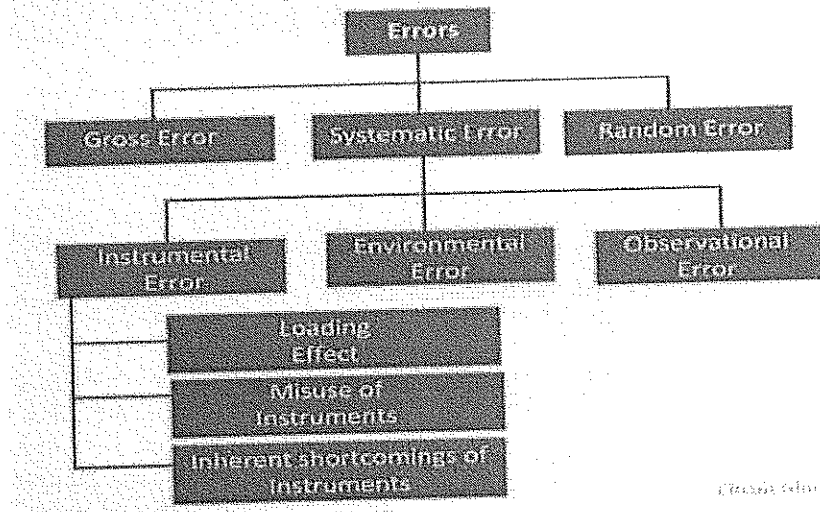 Errors
Gross Error
Systematic Error
Random Error
Instrumental
Error
Environmental
Error
Observational
Error
Loading
Effect
Misuse of
Instruments
Inherent shortcomings of
Instruments